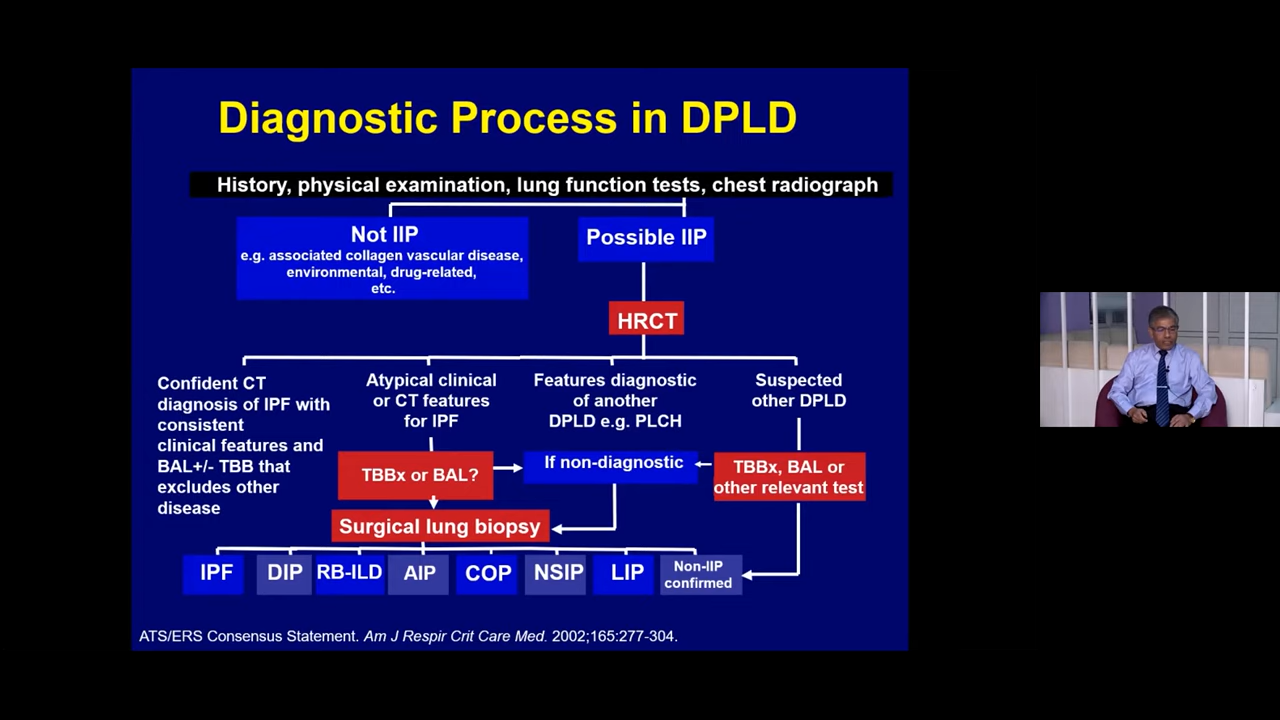 Diagnostic Process in DPLD
History, physical examination, lung function tests, chest radiograph
Not IIP
e.g. associated collagen vascular disease,
environmental, drug-related,
etc.
Possible IIP
HRCT
Confident CT
diagnosis of IPF with
consistent
clinical features and
BAL+/- TBB that
excludes other
disease
Atypical clinical
or CT features
for IPF
Features diagnostic
of another
DPLD e.g. PLCH
Suspected
other DPLD
TBBx or BAL?
If non-diagnostic
TBBx, BAL or
other relevant test
Surgical lung biopsy
IPF
DIP
RB-ILD
AIP
COP
NSIP
LIP
Non-IIP
confirmed
ATS/ERS Consensus Statement. Am J Respir Crit Care Med. 2002;165:277-304.